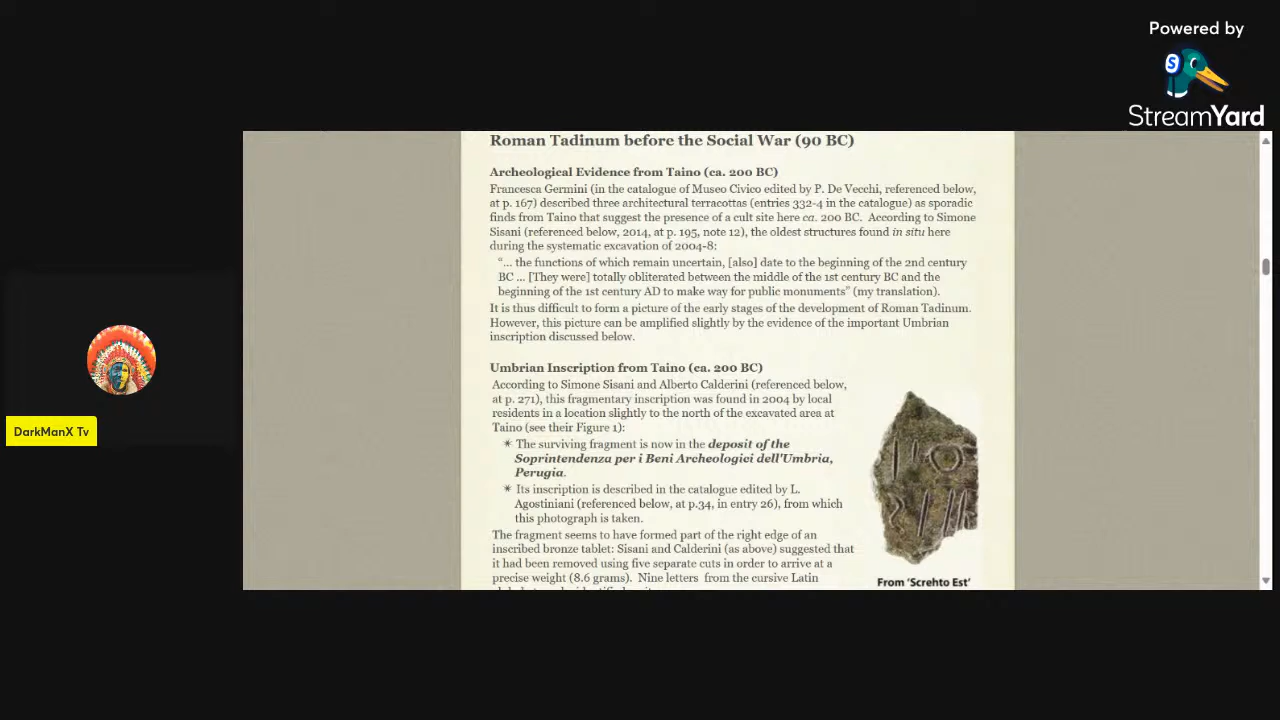 Powered by
StreamYard
Roman Tadinum before the Social War (90 BC)
Archeological Evidence from Taino (ca. 200 BC)
Francesca Germini (in the catalogue of Museo Civico edited by P. De Vecchi, referenced below,
at p. 167) described three architectural terracottas (entries 332-4 in the catalogue) as sporadic
finds from Taino that suggest the presence of a cult site here ca. 200 BC. According to Simone
Sisani (referenced below, 2014, at p. 195, note 12), the oldest structures found in situ here
during the systematic excavation of 2004-8:
“... the functions of which remain uncertain, [also] date to the beginning of the 2nd century
BC ... [They were] totally obliterated between the middle of the 1st century BC and the
beginning of the 1st century AD to make way for public monuments” (my translation).
It is thus difficult to form a picture of the early stages of the development of Roman Tadinum.
However, this picture can be amplified slightly by the evidence of the important Umbrian
inscription discussed below.
Umbrian Inscription from Taino (ca. 200 BC)
According to Simone Sisani and Alberto Calderini (referenced below,
at p. 271), this fragmentary inscription was found in 2004 by local
residents in a location slightly to the north of the excavated area at
Taino (see their Figure 1):
✴ The surviving fragment is now in the deposit of the
Soprintendenza per i Beni Archeologici dell'Umbria,
Perugia.
✴ Its inscription is described in the catalogue edited by L.
Agostiniani (referenced below, at p.34, in entry 26), from which
this photograph is taken.
The fragment seems to have formed part of the right edge of an
inscribed bronze tablet: Sisani and Calderini (as above) suggested that
it had been removed using five separate cuts in order to arrive at a
precise weight (8.6 grams). Nine letters from the cursive Latin
From ‘Screhto Est’
DarkManX Tv